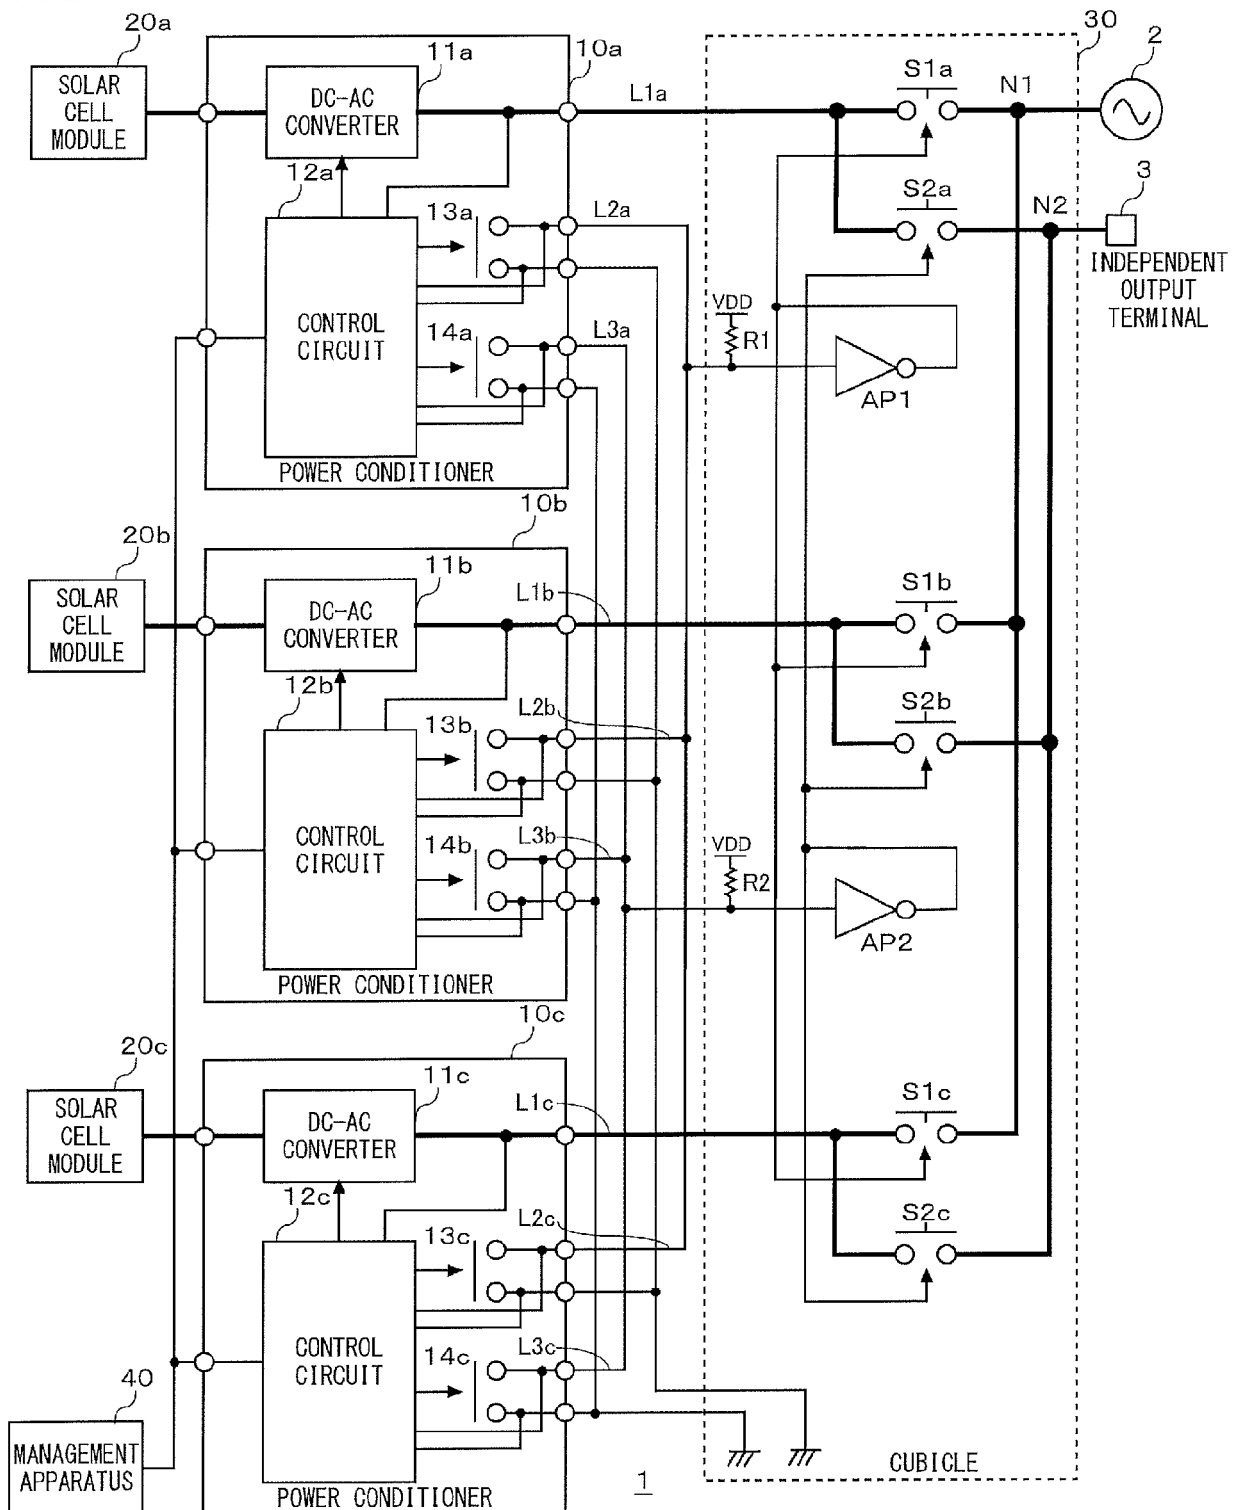 20a
10a
30
2
SOLAR
CELL
MODULE
11a
DC-AC
CONVERTER
L1a
S1a
N1
12a
13a
L2a
S2a
N2
3
INDEPENDENT
OUTPUT
TERMINAL
CONTROL
CIRCUIT
14a
L3a
VDD
R1
AP1
POWER CONDITIONER
20b
10b
SOLAR
CELL
MODULE
11b
DC-AC
CONVERTER
L1b
S1b
12b
13b
L2b
S2b
CONTROL
CIRCUIT
14b
L3b
VDD
R2
AP2
POWER CONDITIONER
20c
10c
SOLAR
CELL
MODULE
11c
DC-AC
CONVERTER
L1c
S1c
12c
13c
L2c
S2c
CONTROL
CIRCUIT
14c
L3c
40
MANAGEMENT
APPARATUS
POWER CONDITIONER
1
CUBICLE